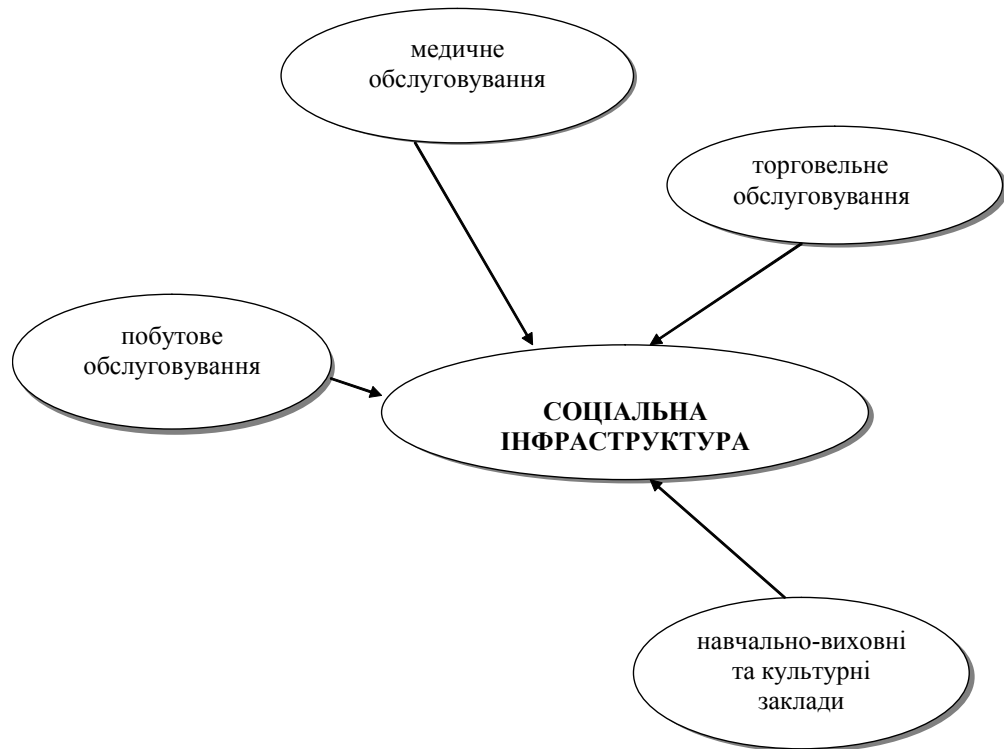 медичне
обслуговування
торговельне
обслуговування
побутове
обслуговування
СОЦІАЛЬНА
ІНФРАСТРУКТУРА
навчально-виховні
та культурні
заклади